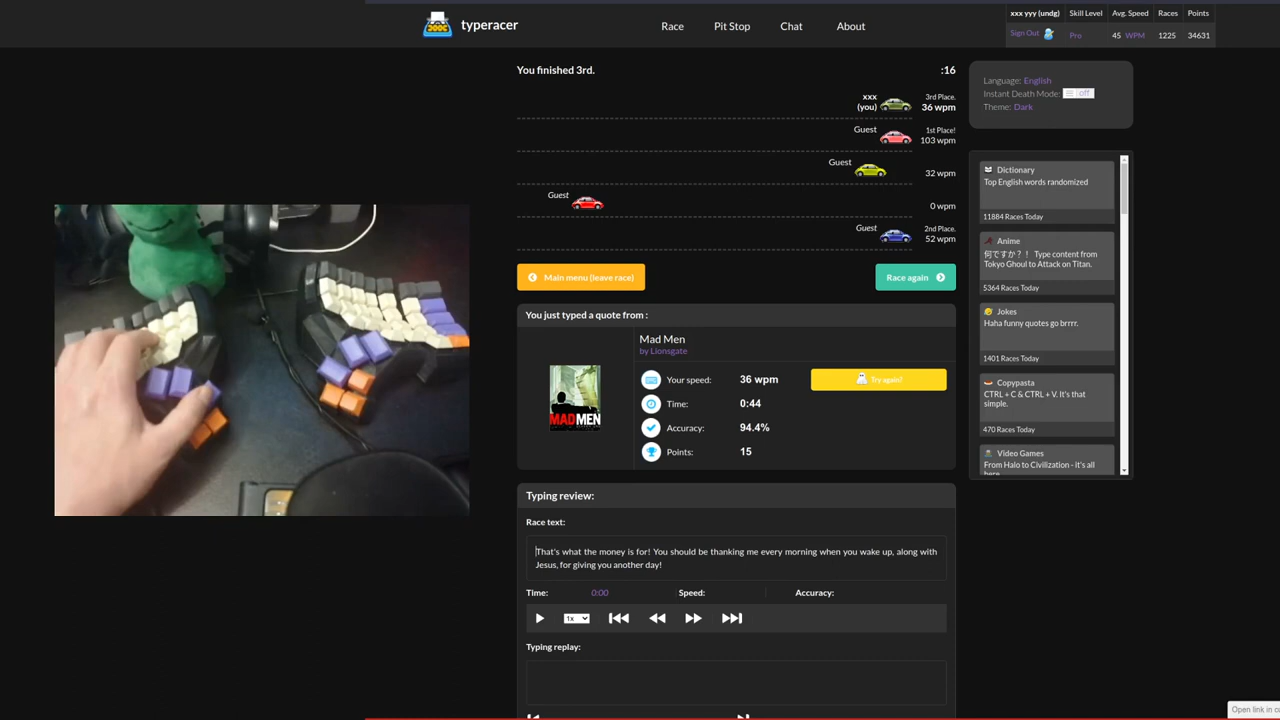 typeracer
Race
Pit Stop
Chat
About
xxx yyy (undg) Skill Level Avg. Speed Races Points
Sign Out Pro 45 WPM 1225 34631
You finished 3rd.
:16
xxx
(you)
3rd Place.
36 wpm
Guest
1st Place!
103 wpm
Guest
32 wpm
Guest
0 wpm
Guest
2nd Place.
52 wpm
Main menu (leave race)
Race again
You just typed a quote from :
MADMEN
Mad Men
by Lionsgate
Your speed: 36 wpm
Try again?
Time: 0:44
Accuracy: 94.4%
Points: 15
Typing review:
Race text:
That's what the money is for! You should be thanking me every morning when you wake up, along with
Jesus, for giving you another day!
Time: 0:00 Speed: Accuracy:
1x
Typing replay:
Language: English
Instant Death Mode: off
Theme: Dark
Dictionary
Top English words randomized
11884 Races Today
Anime
何ですか？！ Type content from
Tokyo Ghoul to Attack on Titan.
5364 Races Today
Jokes
Haha funny quotes go brrrr.
1401 Races Today
Copypasta
CTRL + C & CTRL + V. It's that
simple.
470 Races Today
Video Games
From Halo to Civilization - it's all
here.
Open link in